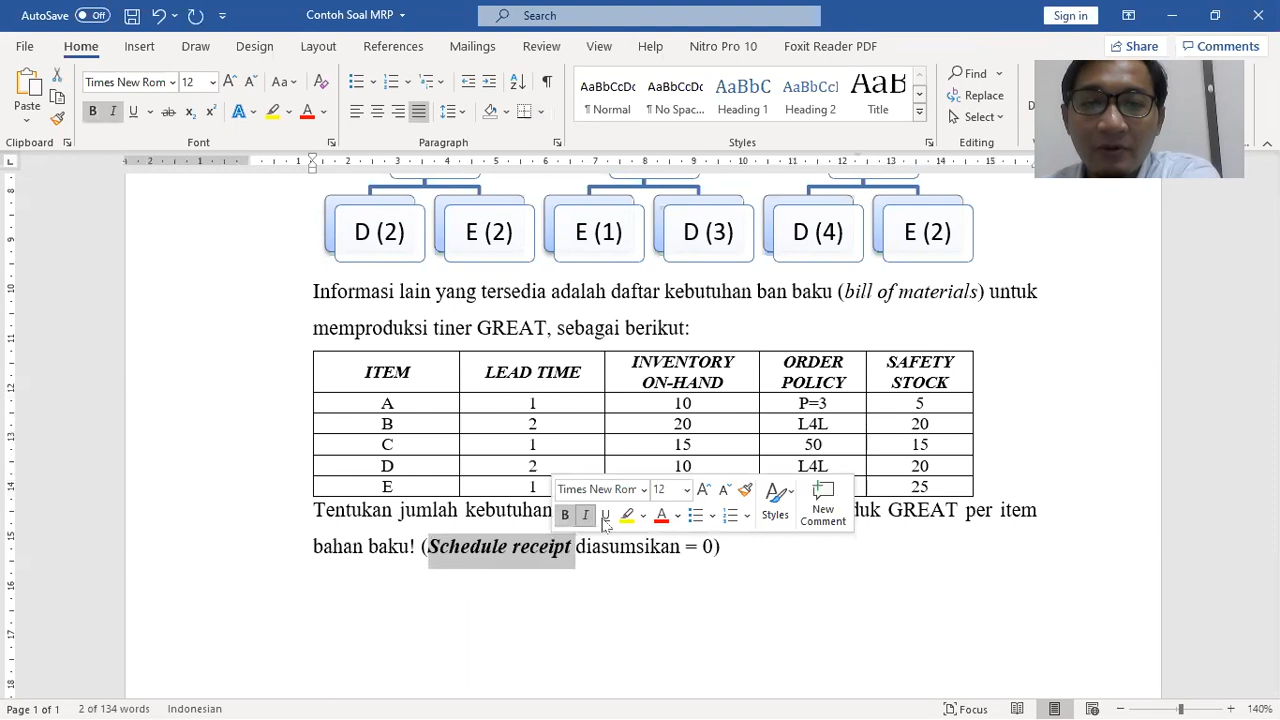 AutoSave Off
Contoh Soal MRP
Search
Sign in
File Home Insert Draw Design Layout References Mailings Review View Help Nitro Pro 10 Foxit Reader PDF
Share Comments
Paste
Times New Rom 12
Aa
AaBbCcDc AaBbCcDc AaBbC AaBbCcI AaB
¶ Normal ¶ No Spac... Heading 1 Heading 2 Title
Find
Replace
Select
Clipboard Font Paragraph Styles Editing
D (2) E (2) E (1) D (3) D (4) E (2)
Informasi lain yang tersedia adalah daftar kebutuhan ban baku (bill of materials) untuk
memproduksi tiner GREAT, sebagai berikut:
ITEM LEAD TIME INVENTORY ON-HAND ORDER POLICY SAFETY STOCK
A 1 10 P=3 5
B 2 20 L4L 20
C 1 15 50 15
D 2 10 L4L 20
E 1 25
Times New Rom 12
Styles
New Comment
Tentukan jumlah kebutuhan duk GREAT per item
bahan baku! (Schedule receipt diasumsikan = 0)
Page 1 of 1 2 of 134 words Indonesian
Focus
140%